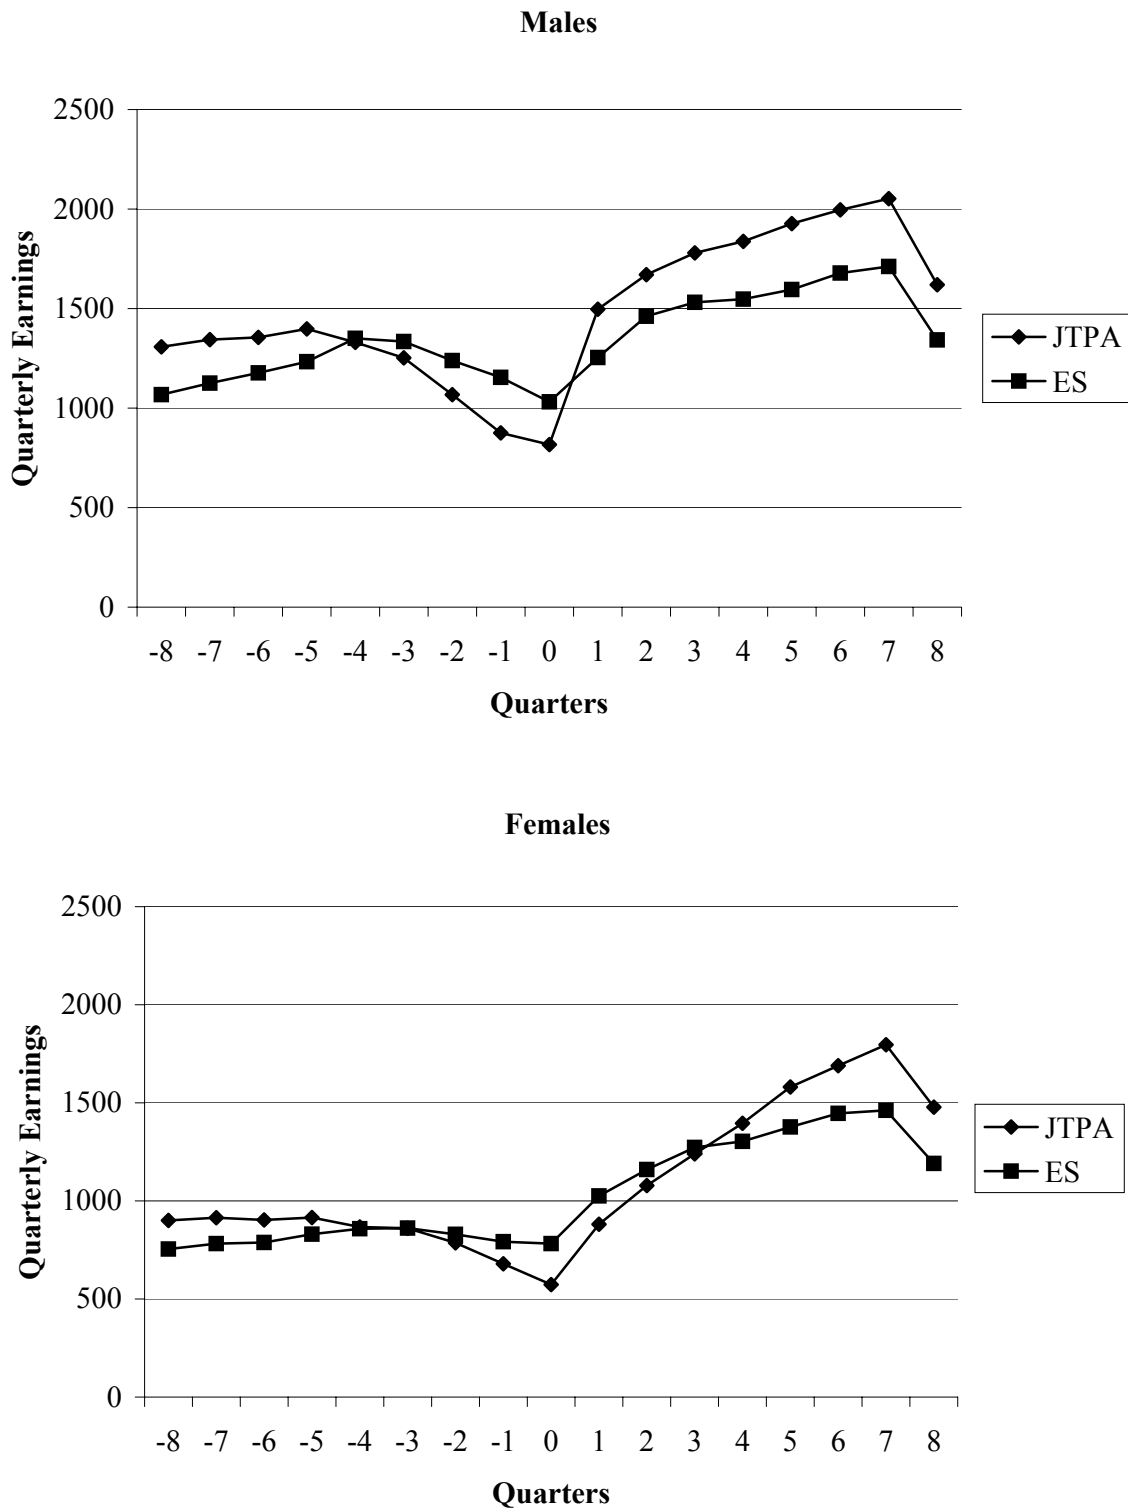 Males
2500
2000
1500
1000
500
0
Quarterly Earnings
-8 -7 -6 -5 -4 -3 -2 -1 0 1 2 3 4 5 6 7 8
Quarters
JTPA
ES
Females
2500
2000
1500
1000
500
0
Quarterly Earnings
-8 -7 -6 -5 -4 -3 -2 -1 0 1 2 3 4 5 6 7 8
Quarters
JTPA
ES